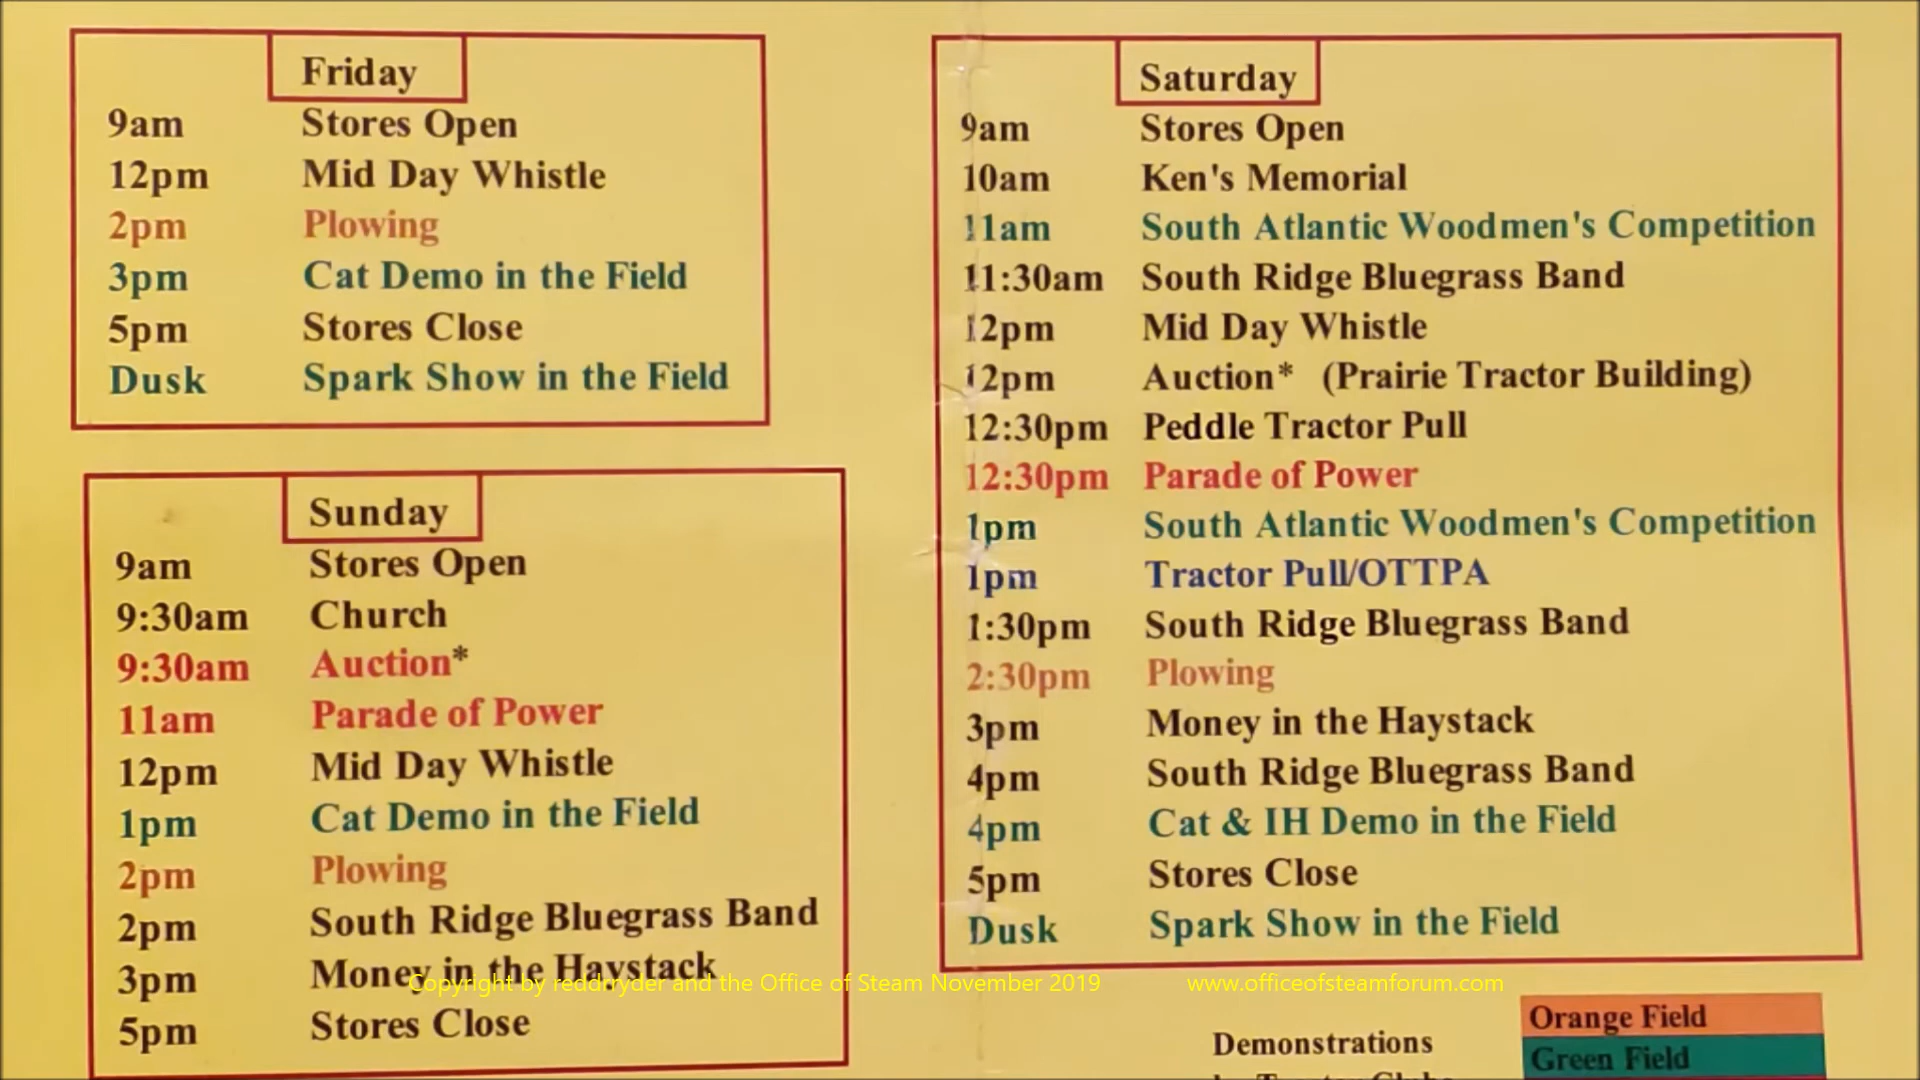 Friday
9am Stores Open
12pm Mid Day Whistle
2pm Plowing
3pm Cat Demo in the Field
5pm Stores Close
Dusk Spark Show in the Field
Sunday
9am Stores Open
9:30am Church
9:30am Auction*
11am Parade of Power
12pm Mid Day Whistle
1pm Cat Demo in the Field
2pm Plowing
2pm South Ridge Bluegrass Band
3pm Money in the Haystack
5pm Stores Close
Saturday
9am Stores Open
10am Ken's Memorial
11am South Atlantic Woodmen's Competition
11:30am South Ridge Bluegrass Band
12pm Mid Day Whistle
12pm Auction* (Prairie Tractor Building)
12:30pm Peddle Tractor Pull
12:30pm Parade of Power
1pm South Atlantic Woodmen's Competition
1pm Tractor Pull/OTTPA
1:30pm South Ridge Bluegrass Band
2:30pm Plowing
3pm Money in the Haystack
4pm South Ridge Bluegrass Band
4pm Cat & IH Demo in the Field
5pm Stores Close
Dusk Spark Show in the Field
Copyright by reddrryder and the Office of Steam November 2019 www.officeofsteamforum.com
Demonstrations
Orange Field
Green Field